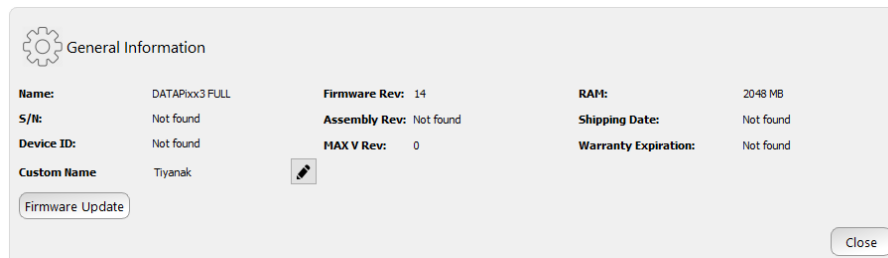 General Information
Name: DATAPixx3 FULL Firmware Rev: 14 RAM: 2048 MB
S/N: Not found Assembly Rev: Not found Shipping Date: Not found
Device ID: Not found MAX V Rev: 0 Warranty Expiration: Not found
Custom Name Tiyanak
Firmware Update
Close